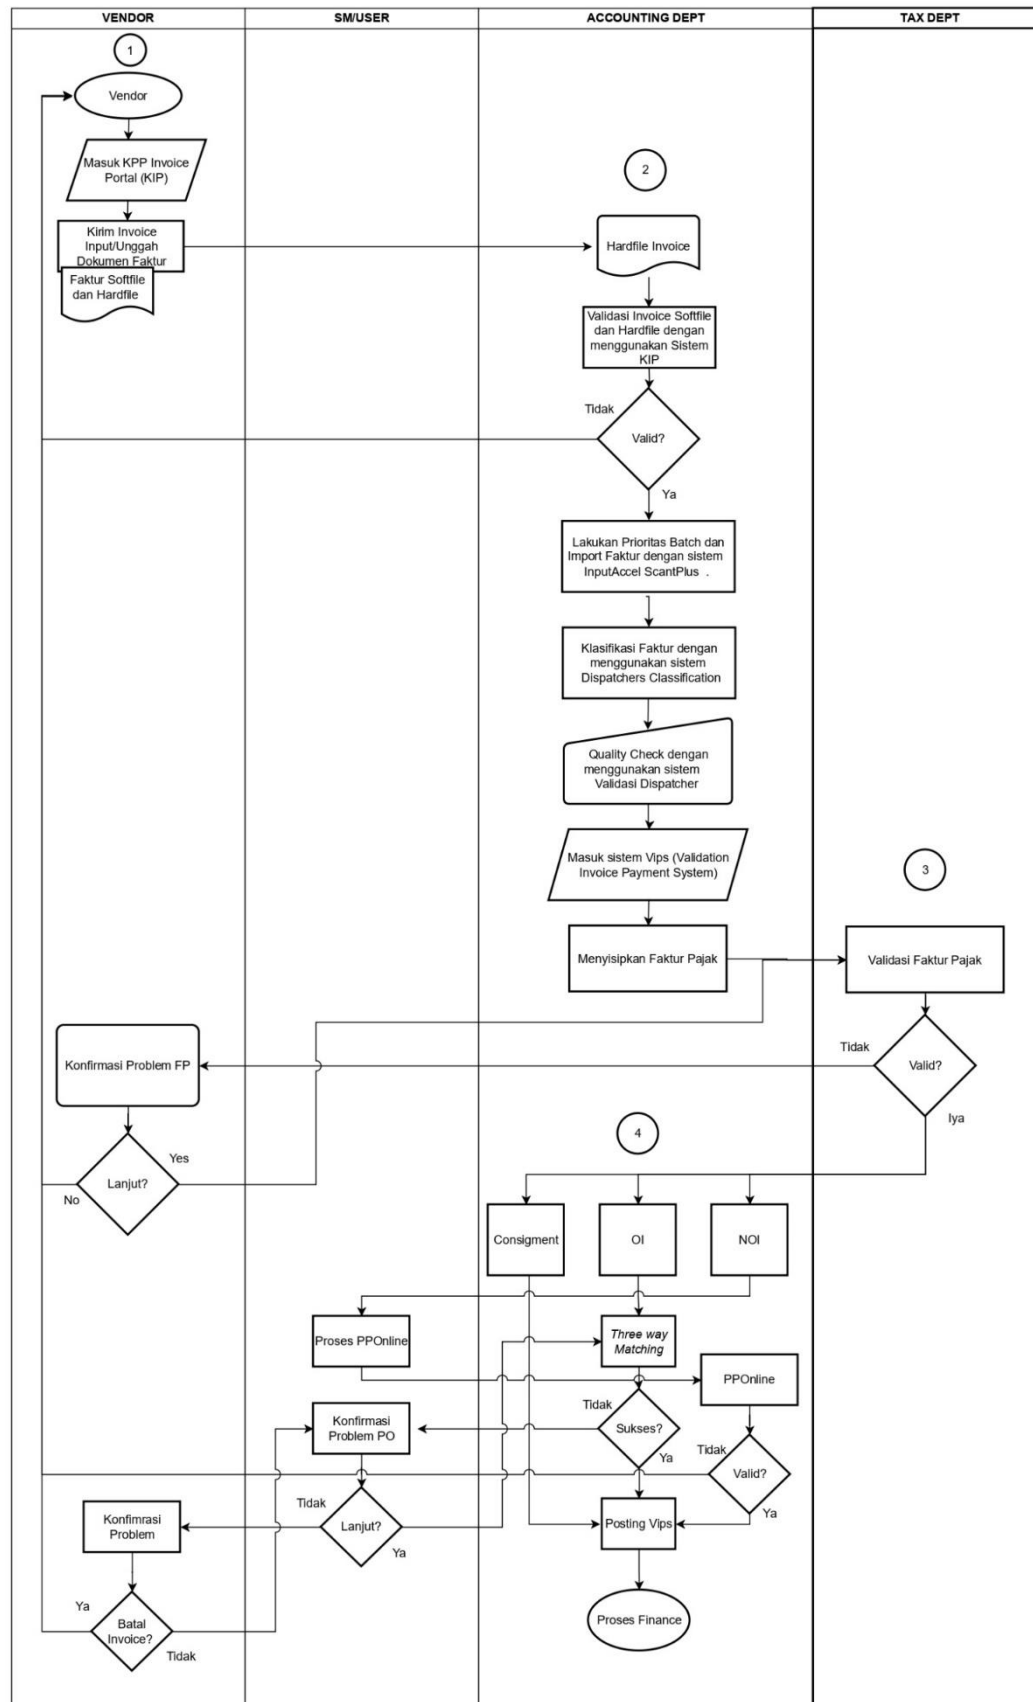 VENDOR
SM/USER
ACCOUNTING DEPT
TAX DEPT
1
Vendor
Masuk KPP Invoice
Portal (KIP)
2
Kirim Invoice
Input/Unggah
Dokumen Faktur
Hardfile Invoice
Faktur Softfile
dan Hardfile
Validasi Invoice Softfile
dan Hardfile dengan
menggunakan Sistem
KIP
Tidak
Valid?
Ya
Lakukan Prioritas Batch dan
Import Faktur dengan sistem
InputAccel ScantPlus .
Klasifikasi Faktur dengan
menggunakan sistem
Dispatchers Classification
Quality Check dengan
menggunakan sistem
Validasi Dispatcher
Masuk sistem Vips (Validation
Invoice Payment System)
3
Menyisipkan Faktur Pajak
Validasi Faktur Pajak
Konfirmasi Problem FP
Tidak
Valid?
Iya
4
Yes
Lanjut?
No
Consigment
OI
NOI
Proses PPOnline
Three way
Matching
PPOnline
Konfirmasi
Problem PO
Tidak
Sukses?
Ya
Tidak
Valid?
Ya
Tidak
Lanjut?
Ya
Konfimrasi
Problem
Posting Vips
Ya
Batal
Invoice?
Tidak
Proses Finance